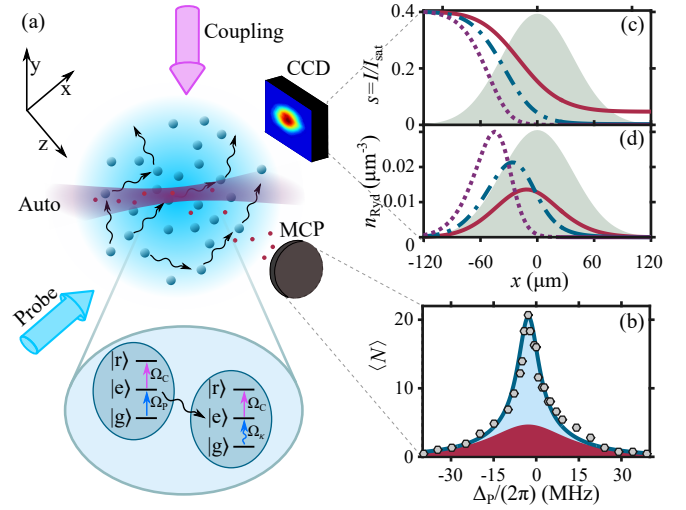 (a)
Coupling
CCD
y
x
z
Auto
MCP
Probe
|r⟩
Ω_C
|e⟩
Ω_P
|g⟩
|r⟩
Ω_C
|e⟩
Ω_κ
|g⟩
(c)
s=I/I_sat
0.4
0.2
0
(d)
n_Ryd (μm⁻³)
0.02
0.01
0
-120 -60 0 60 120
x (μm)
(b)
⟨N⟩
20
10
0
-30 -15 0 15 30
Δ_P/(2π) (MHz)